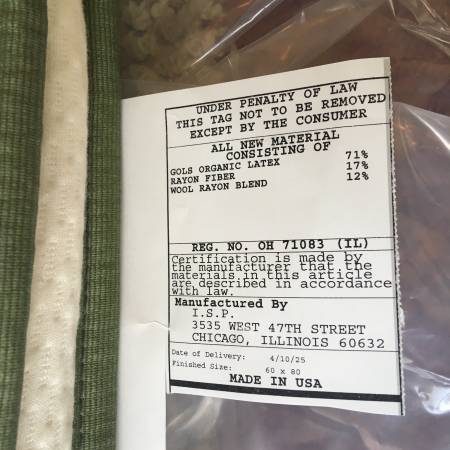 UNDER PENALTY OF LAW
THIS TAG NOT TO BE REMOVED
EXCEPT BY THE CONSUMER
ALL NEW MATERIAL
CONSISTING OF
GOLS ORGANIC LATEX 71%
RAYON FIBER 17%
WOOL RAYON BLEND 12%
REG. NO. OH 71083 (IL)
Certification is made by
the manufacturer that the
materials in this article
are described in accordance
with law.
Manufactured By
I.S.P.
3535 WEST 47TH STREET
CHICAGO, ILLINOIS 60632
Date of Delivery: 4/10/25
Finished Size: 60 x 80
MADE IN USA